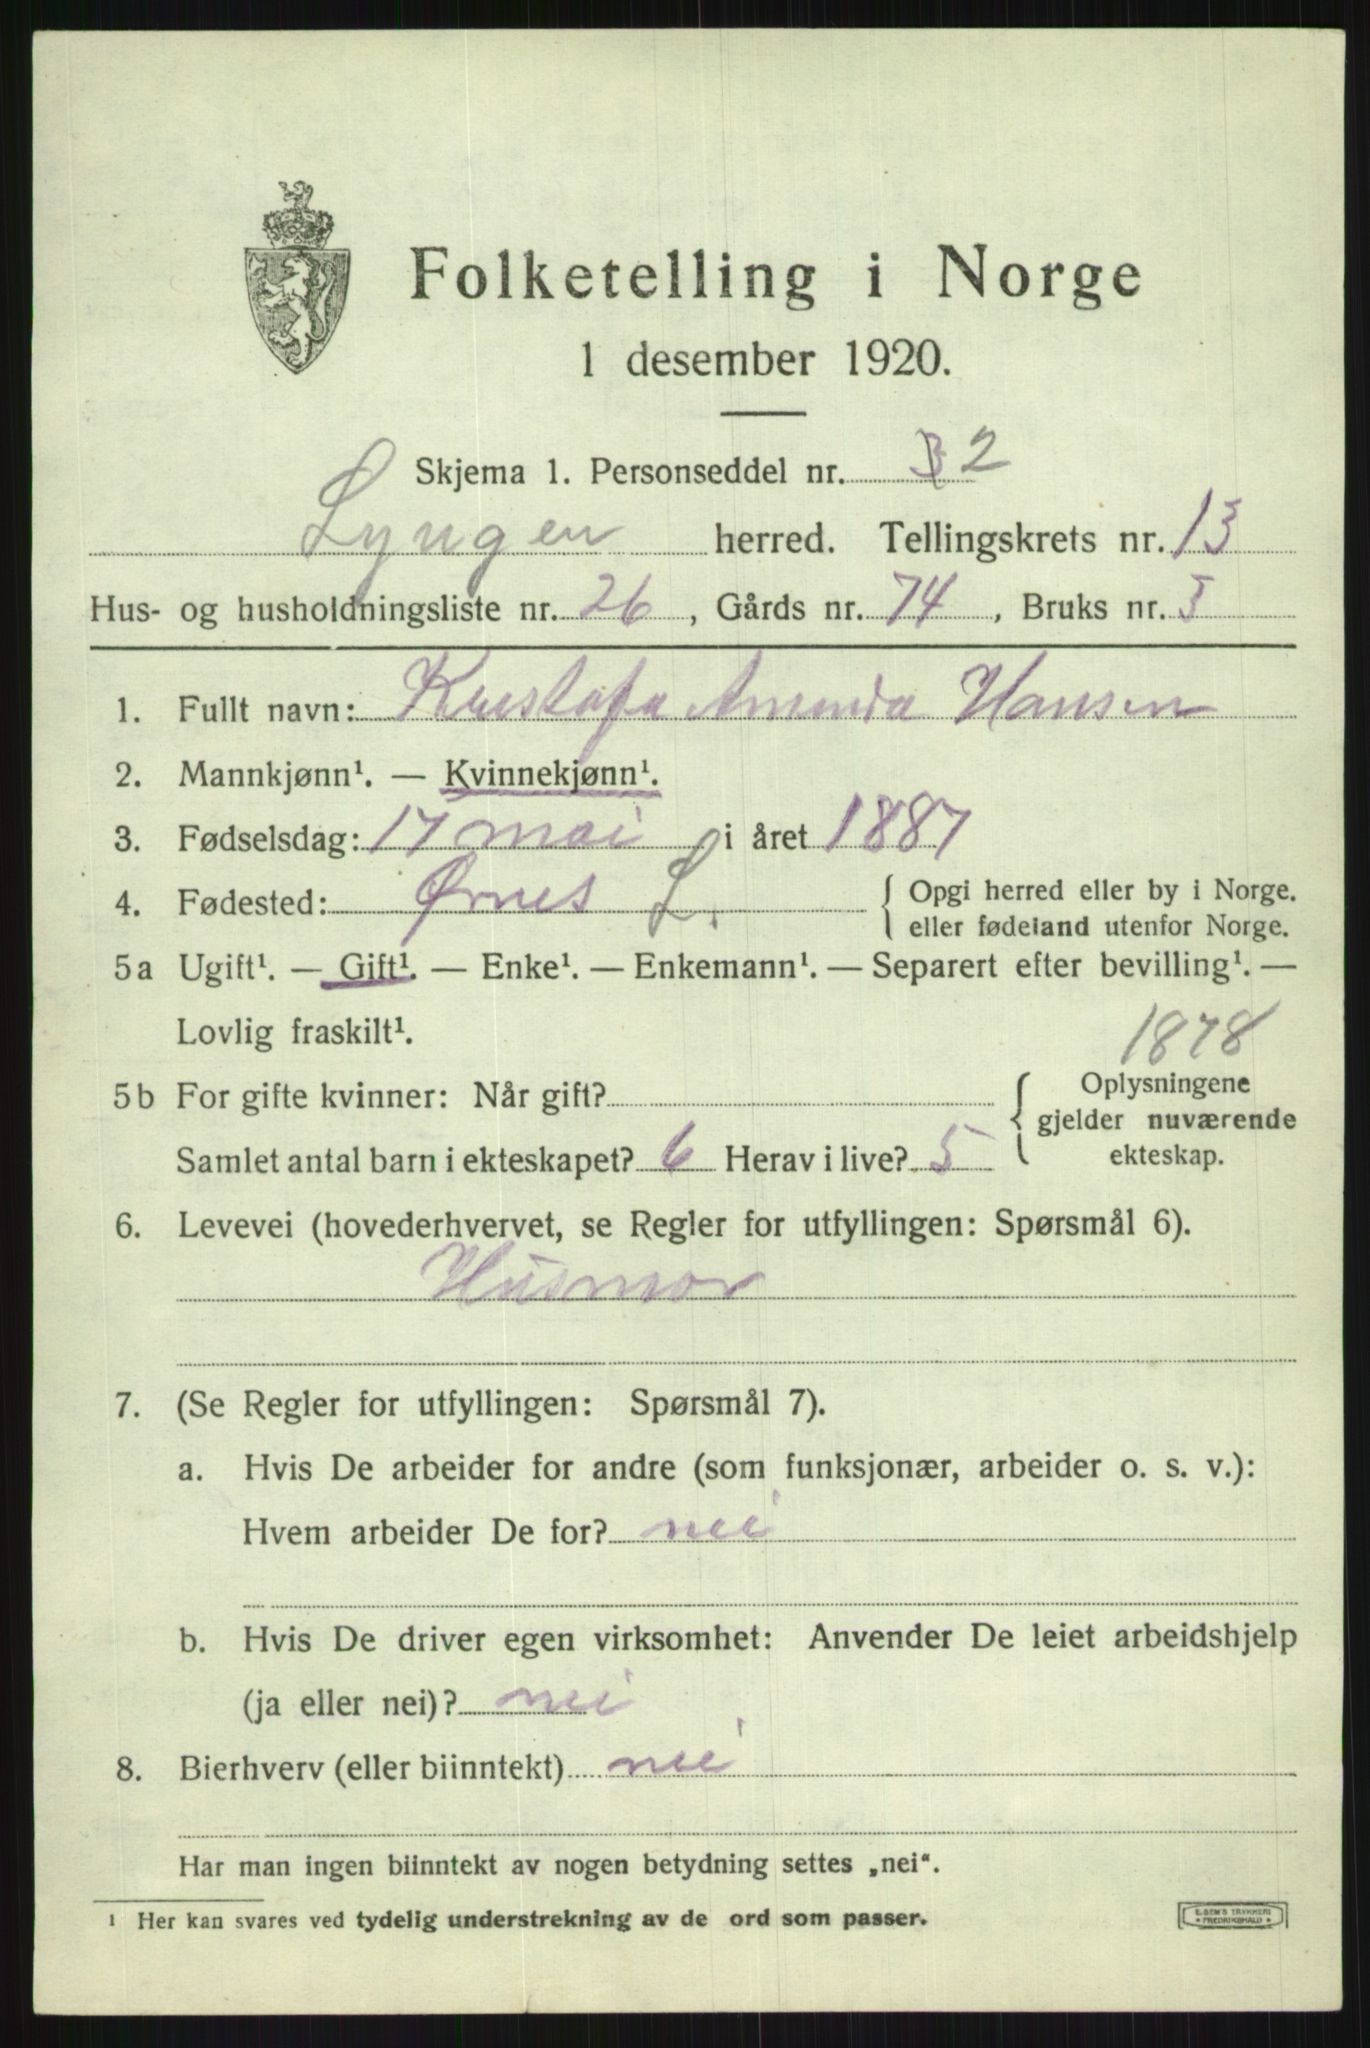 Folketelling i Norge
1 desember 1920.
Skjema 1. Personseddel nr. 2
Lyngen herred. Tellingskrets nr. 13
Hus- og husholdningsliste nr. 26, Gårds nr. 74, Bruks nr. 3
1. Fullt navn: Amanda Hansen
2. Mannkjønn¹. — Kvinnekjønn¹.
3. Fødselsdag: 17 mai i året 1887
4. Fødested: Ørnes L. { Opgi herred eller by i Norge.
eller fødeland utenfor Norge.
5a Ugift¹. — Gift¹. — Enke¹. — Enkemann¹. — Separert efter bevilling¹. —
Lovlig fraskilt¹.
1878
5b For gifte kvinner: Når gift? { Oplysningene
gjelder nuværende
Samlet antal barn i ekteskapet? 6 Herav i live? 5
ekteskap.
6. Levevei (hovederhvervet, se Regler for utfyllingen: Spørsmål 6).
Husmor
7. (Se Regler for utfyllingen: Spørsmål 7).
a. Hvis De arbeider for andre (som funksjonær, arbeider o. s. v.):
Hvem arbeider De for? nei
b. Hvis De driver egen virksomhet: Anvender De leiet arbeidshjelp
(ja eller nei)? nei
8. Bierhverv (eller biinntekt) nei
Har man ingen biinntekt av nogen betydning settes „nei“.
¹ Her kan svares ved tydelig understrekning av de ord som passer.
E. SEM'S TRYKKERI
FREDRIKSHALD